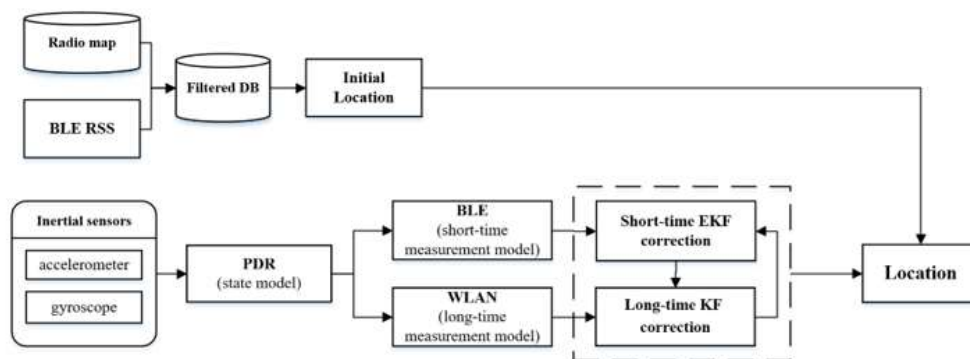 Radio map
BLE RSS
Filtered DB
Initial
Location
Inertial sensors
accelerometer
gyroscope
PDR
(state model)
BLE
(short-time
measurement model)
WLAN
(long-time
measurement model)
Short-time EKF
correction
Long-time KF
correction
Location